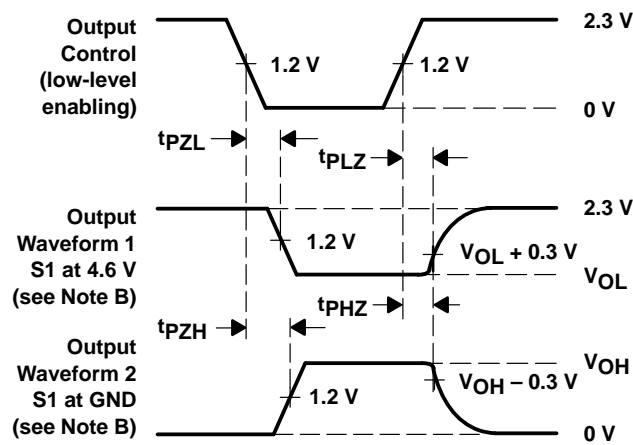 Output
Control
(low-level
enabling)
1.2 V
1.2 V
2.3 V
0 V
tPZL
tPLZ
Output
Waveform 1
S1 at 4.6 V
(see Note B)
1.2 V
2.3 V
VOL + 0.3 V
VOL
tPHZ
tPZH
Output
Waveform 2
S1 at GND
(see Note B)
1.2 V
VOH
VOH – 0.3 V
0 V